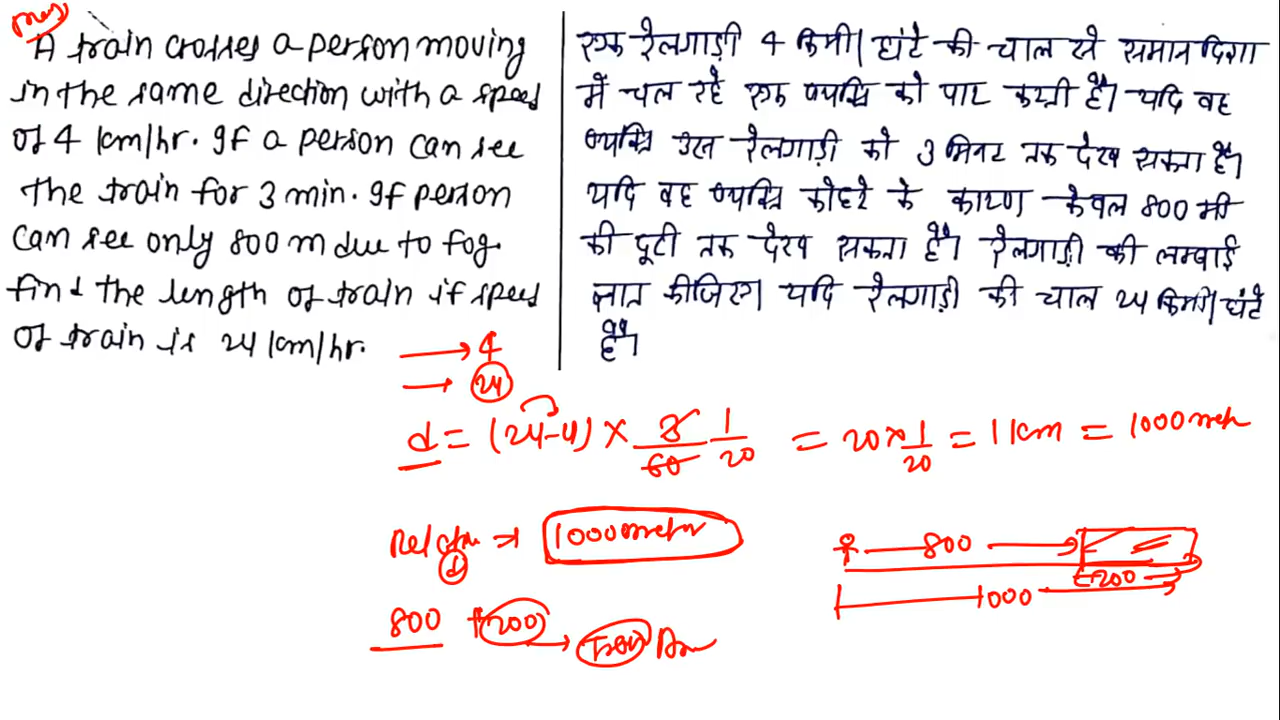 A train crosses a person moving
in the same direction with a speed
of 4 km/hr. If a person can see
the train for 3 min. If person
can see only 800 m due to fog.
find the length of train if speed
of train is 24 km/hr.
एक रेलगाड़ी 4 किमी/घंटे की चाल से समान दिशा
में चल रहे एक व्यक्ति को पार करती है। यदि वह
व्यक्ति उस रेलगाड़ी को 3 मिनट तक देख सकता है।
यदि वह व्यक्ति कोहरे के कारण केवल 800 मी
की दूरी तक देख सकता है। रेलगाड़ी की लम्बाई
ज्ञात कीजिए। यदि रेलगाड़ी की चाल 24 किमी/घंटे
है।
→ 4
→ 24
d = (24-4) × 3/60 1/20 = 20 × 1/20 = 1 km = 1000 meter
→ 1000 meter
d
800 + 200 → Train Ans
800
200
1000